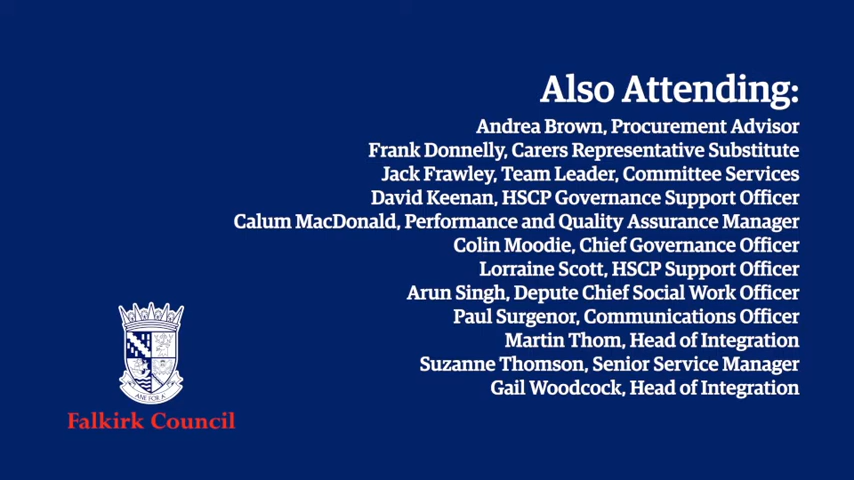 Also Attending:
Andrea Brown, Procurement Advisor
Frank Donnelly, Carers Representative Substitute
Jack Frawley, Team Leader, Committee Services
David Keenan, HSCP Governance Support Officer
Calum MacDonald, Performance and Quality Assurance Manager
Colin Moodie, Chief Governance Officer
Lorraine Scott, HSCP Support Officer
Arun Singh, Depute Chief Social Work Officer
Paul Surgenor, Communications Officer
Martin Thom, Head of Integration
Suzanne Thomson, Senior Service Manager
Gail Woodcock, Head of Integration
ANE FOR A'
Falkirk Council